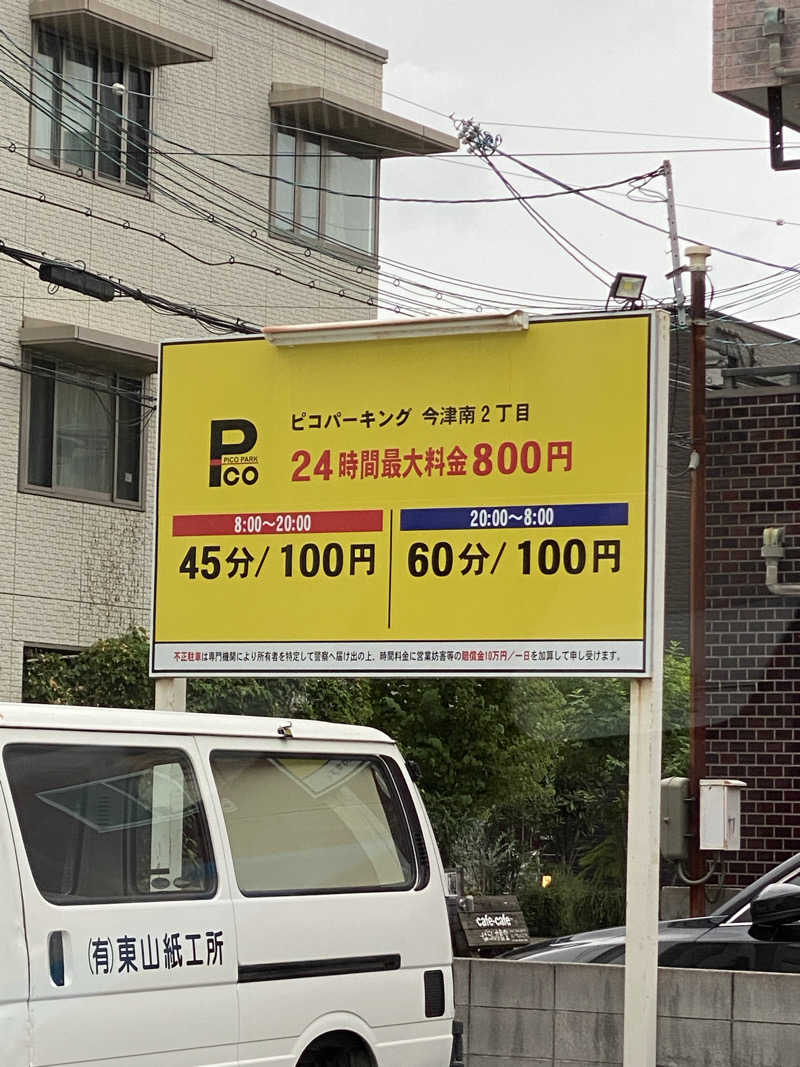 ピコパーキング 今津南2丁目
Pico
PICO PARK
24時間最大料金800円
8:00～20:00
45分/100円
20:00～8:00
60分/100円
不正駐車は専門機関により所有者を特定して警察へ届け出の上、時間料金に営業妨害等の賠償金10万円／一日を加算して申し受けます。
(有)東山紙工所
cafe-cafe